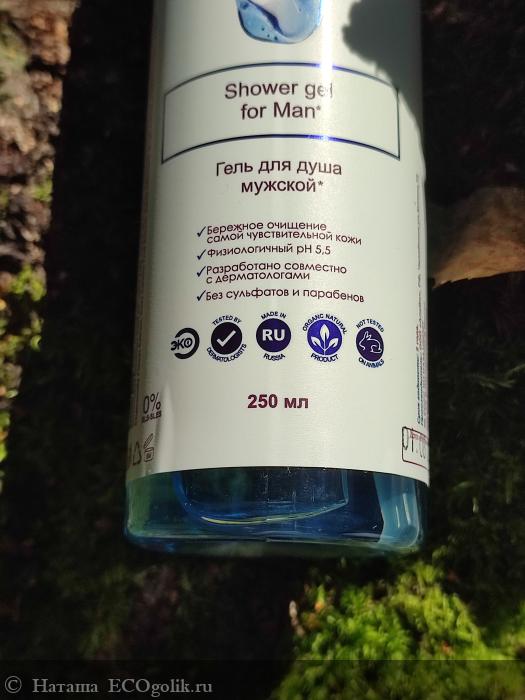 Shower gel
for Man*
Гель для душа
мужской*
✓Бережное очищение
самой чувствительной кожи
✓Физиологичный pH 5,5
✓Разработано совместно
с дерматологами
✓Без сульфатов и парабенов
ЭКО
TESTED BY
DERMATOLOGISTS
MADE IN
RU
RUSSIA
ORGANIC NATURAL
PRODUCT
NOT TESTED
ON ANIMALS
0%
SLS-SLES
250 мл
© Наташа ECOgolik.ru